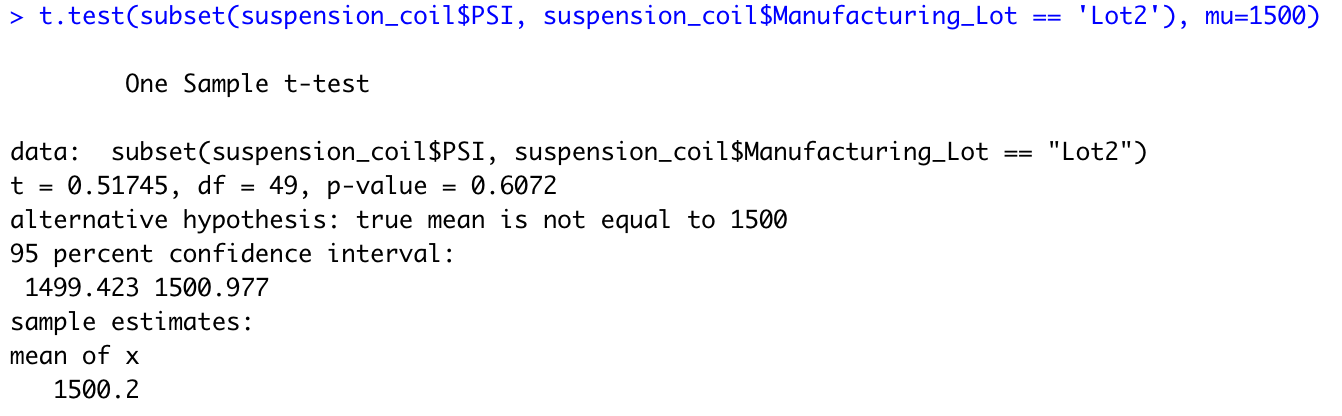 > t.test(subset(suspension_coil$PSI, suspension_coil$Manufacturing_Lot == 'Lot2'), mu=1500)
One Sample t-test
data:  subset(suspension_coil$PSI, suspension_coil$Manufacturing_Lot == "Lot2")
t = 0.51745, df = 49, p-value = 0.6072
alternative hypothesis: true mean is not equal to 1500
95 percent confidence interval:
1499.423 1500.977
sample estimates:
mean of x
1500.2